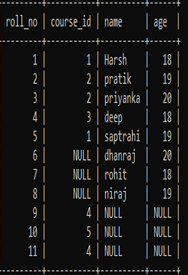 roll_no | course_id | name | age
1 | 1 | Harsh | 18
2 | 2 | pratik | 19
3 | 2 | priyanka | 20
4 | 3 | deep | 18
5 | 1 | saptrahi | 19
6 | NULL | dhanraj | 20
7 | NULL | rohit | 18
8 | NULL | niraj | 19
9 | 4 | NULL | NULL
10 | 5 | NULL | NULL
11 | 4 | NULL | NULL